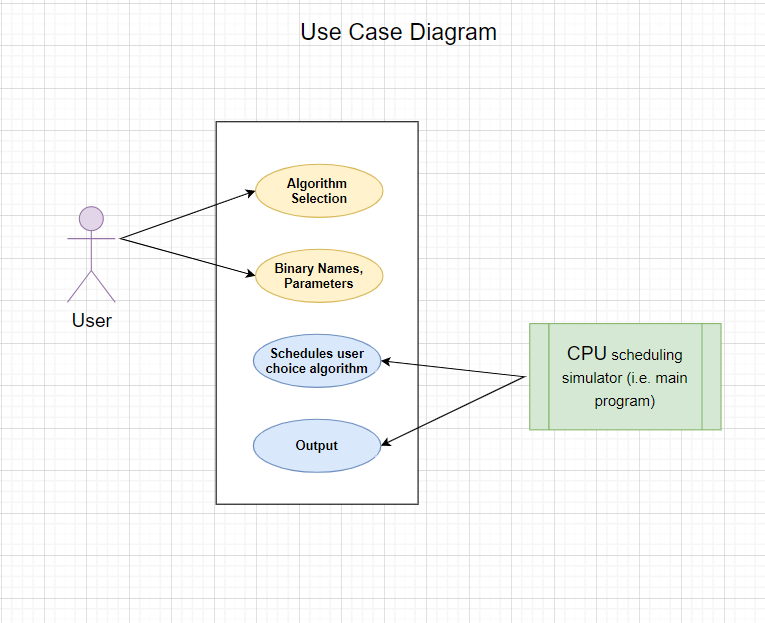 Use Case Diagram
Algorithm
Selection
Binary Names,
Parameters
User
Schedules user
choice algorithm
CPU scheduling
simulator (i.e. main
program)
Output